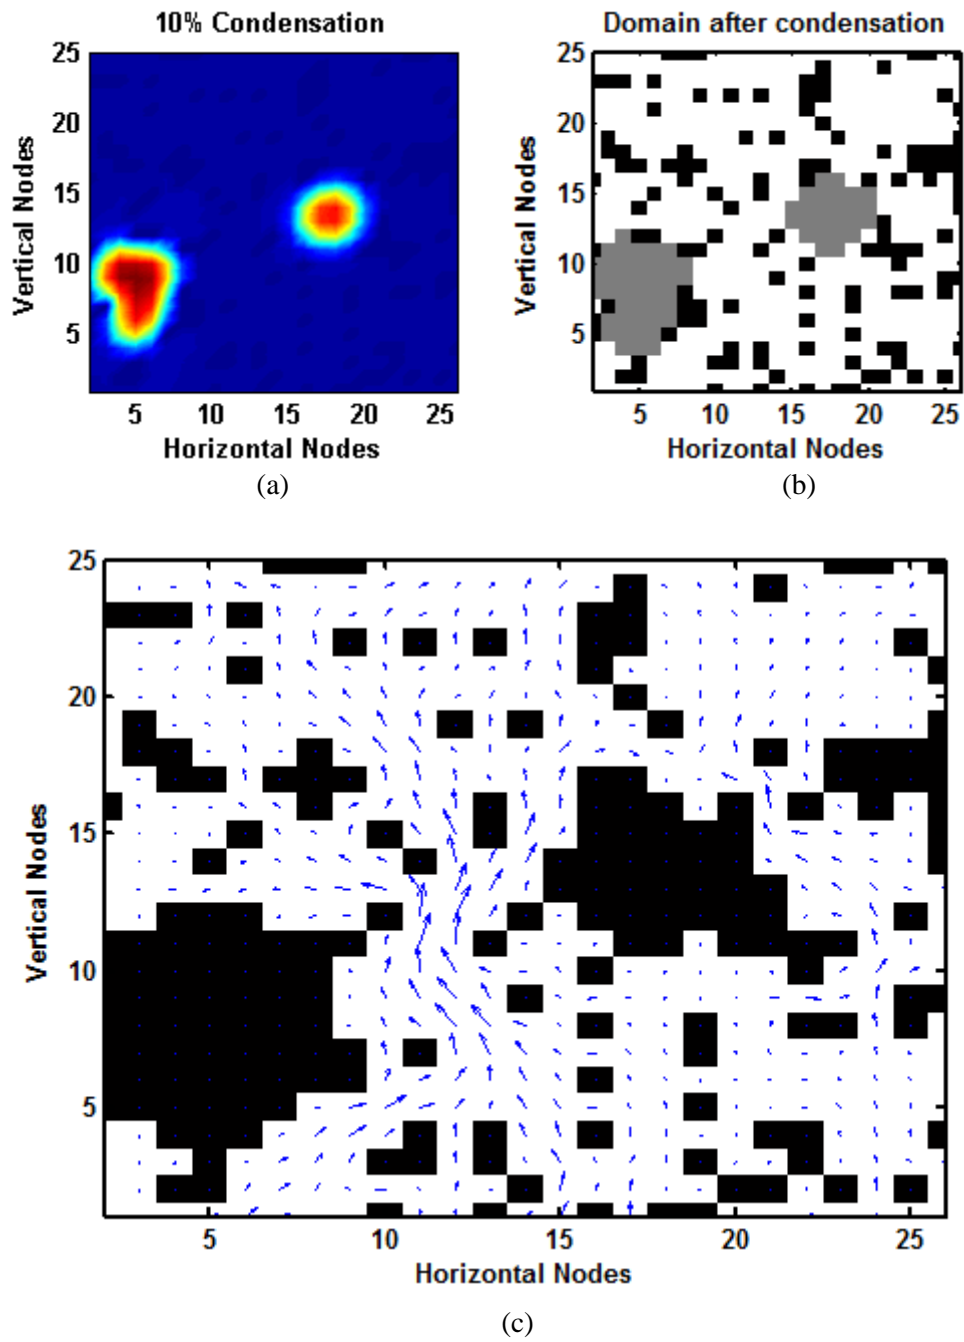 10% Condensation
25
20
15
10
5
Vertical Nodes
5 10 15 20 25
Horizontal Nodes
(a)
Domain after condensation
25
20
15
10
5
Vertical Nodes
5 10 15 20 25
Horizontal Nodes
(b)
25
20
15
10
5
Vertical Nodes
5 10 15 20 25
Horizontal Nodes
(c)